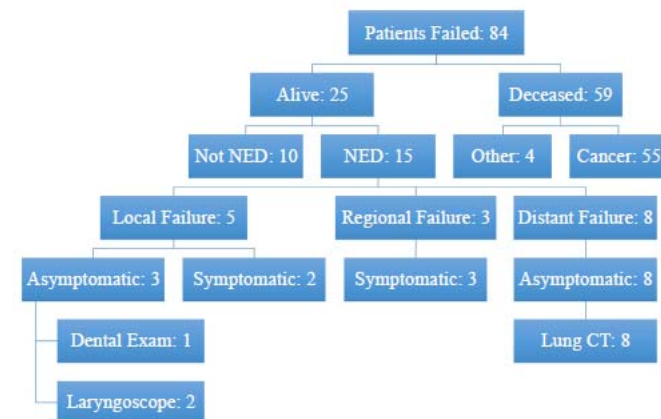 Patients Failed: 84
Alive: 25
Deceased: 59
Not NED: 10
NED: 15
Other: 4
Cancer: 55
Local Failure: 5
Regional Failure: 3
Distant Failure: 8
Asymptomatic: 3
Symptomatic: 2
Symptomatic: 3
Asymptomatic: 8
Dental Exam: 1
Lung CT: 8
Laryngoscope: 2